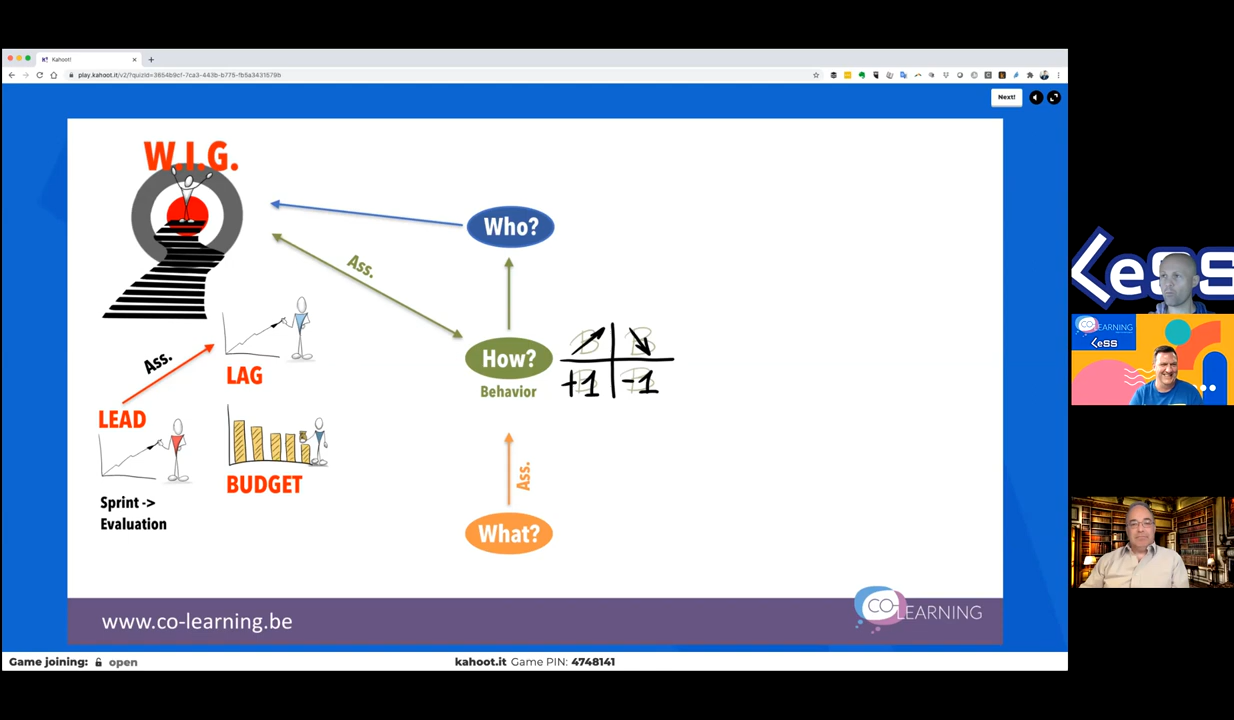 Kahoot!
play.kahoot.it/v2/?quizId=3654b9cf-7ca3-443b-b775-fb5a3431579b
Next!
W.I.G.
Who?
Ass.
How?
Behavior
B B
B B
+1 -1
LAG
Ass.
LEAD
BUDGET
Sprint ->
Evaluation
Ass.
What?
www.co-learning.be
CO-LEARNING
Game joining: open
kahoot.it Game PIN: 4748141
LeSS
CO-LEARNING
LeSS